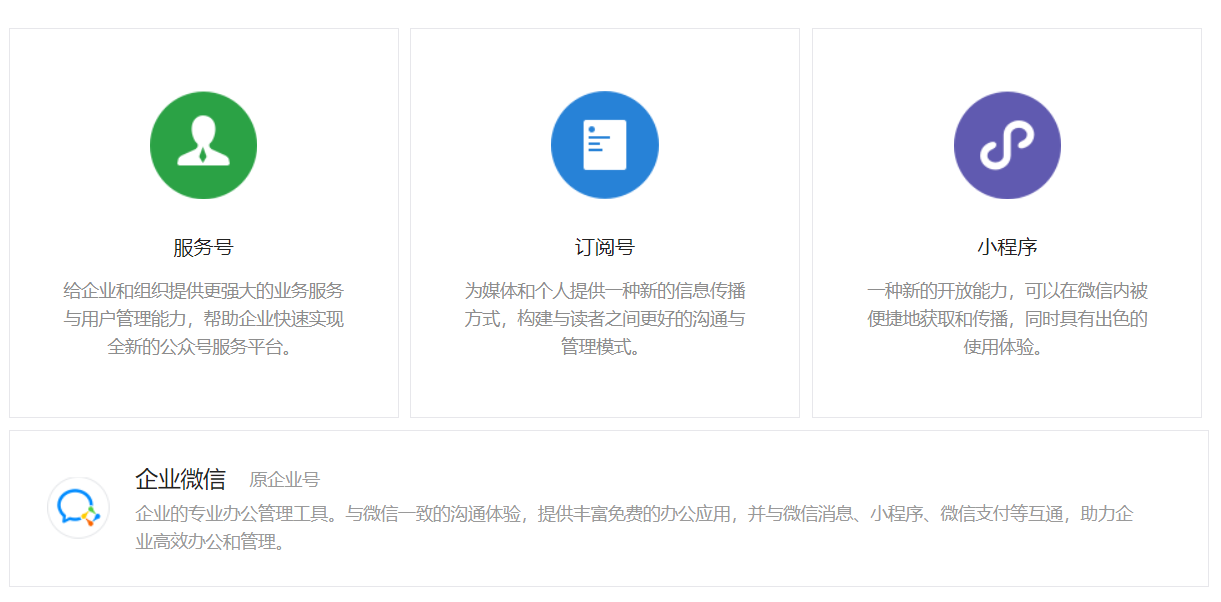 服务号
给企业和组织提供更强大的业务服务
与用户管理能力，帮助企业快速实现
全新的公众号服务平台。
订阅号
为媒体和个人提供一种新的信息传播
方式，构建与读者之间更好的沟通与
管理模式。
小程序
一种新的开放能力，可以在微信内被
便捷地获取和传播，同时具有出色的
使用体验。
企业微信 原企业号
企业的专业办公管理工具。与微信一致的沟通体验，提供丰富免费的办公应用，并与微信消息、小程序、微信支付等互通，助力企
业高效办公和管理。